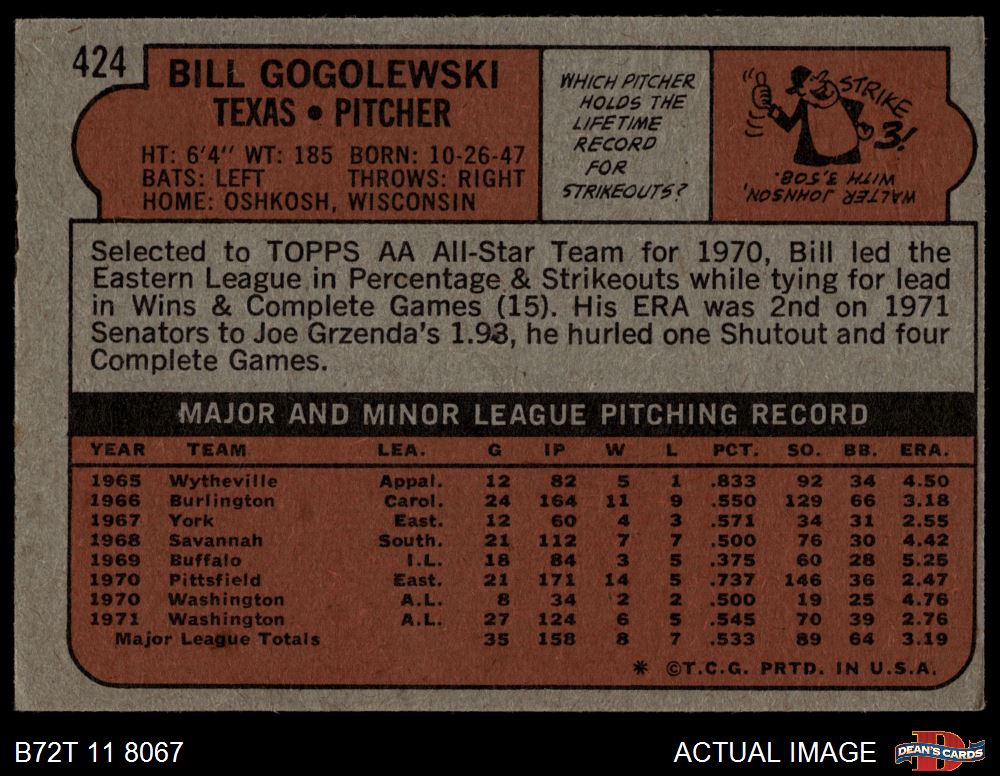 424
BILL GOGOLEWSKI
TEXAS • PITCHER
HT: 6'4" WT: 185 BORN: 10-26-47
BATS: LEFT THROWS: RIGHT
HOME: OSHKOSH, WISCONSIN
WHICH PITCHER
HOLDS THE
LIFETIME
RECORD
FOR
STRIKEOUTS?
STRIKE
3!
WALTER JOHNSON,
WITH 3,508.
Selected to TOPPS AA All-Star Team for 1970, Bill led the
Eastern League in Percentage & Strikeouts while tying for lead
in Wins & Complete Games (15). His ERA was 2nd on 1971
Senators to Joe Grzenda's 1.93, he hurled one Shutout and four
Complete Games.
MAJOR AND MINOR LEAGUE PITCHING RECORD
YEAR TEAM LEA. G IP W L PCT. SO. BB. ERA.
1965 Wytheville Appal. 12 82 5 1 .833 92 34 4.50
1966 Burlington Carol. 24 164 11 9 .550 129 66 3.18
1967 York East. 12 60 4 3 .571 34 31 2.55
1968 Savannah South. 21 112 7 7 .500 76 30 4.42
1969 Buffalo I.L. 18 84 3 5 .375 60 28 5.25
1970 Pittsfield East. 21 171 14 5 .737 146 36 2.47
1970 Washington A.L. 8 34 2 2 .500 19 25 4.76
1971 Washington A.L. 27 124 6 5 .545 70 39 2.76
Major League Totals 35 158 8 7 .533 89 64 3.19
* ©T.C.G. PRTD. IN U.S.A.
B72T 11 8067
ACTUAL IMAGE
DEAN'S CARDS